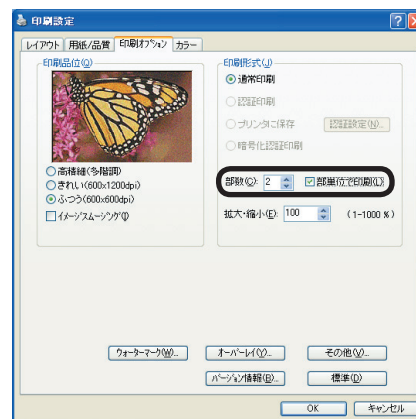 印刷設定
レイアウト 用紙/品質 印刷オプション カラー
印刷品位(Q)
高精細(多階調)
きれい(600x1200dpi)
ふつう(600x600dpi)
イメージスムージング(I)
印刷形式(J)
通常印刷
認証印刷
プリンタに保存 認証設定(N)...
暗号化認証印刷
部数(C): 2 部単位で印刷(L)
拡大・縮小(E): 100 (1-1000 %)
ウォーターマーク(W)... オーバーレイ(Y)... その他(V)...
バージョン情報(B)... 標準(D)
OK キャンセル